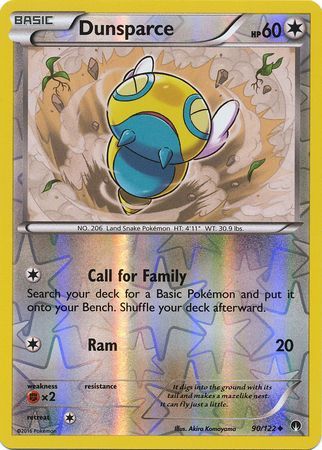 BASIC
Dunsparce
HP 60
NO. 206 Land Snake Pokémon HT: 4'11" WT: 30.9 lbs.
Call for Family
Search your deck for a Basic Pokémon and put it
onto your Bench. Shuffle your deck afterward.
Ram 20
weakness
×2
resistance
retreat
It digs into the ground with its
tail and makes a mazelike nest.
It can fly just a little.
Illus. Akira Komayama
90/122
©2016 Pokémon